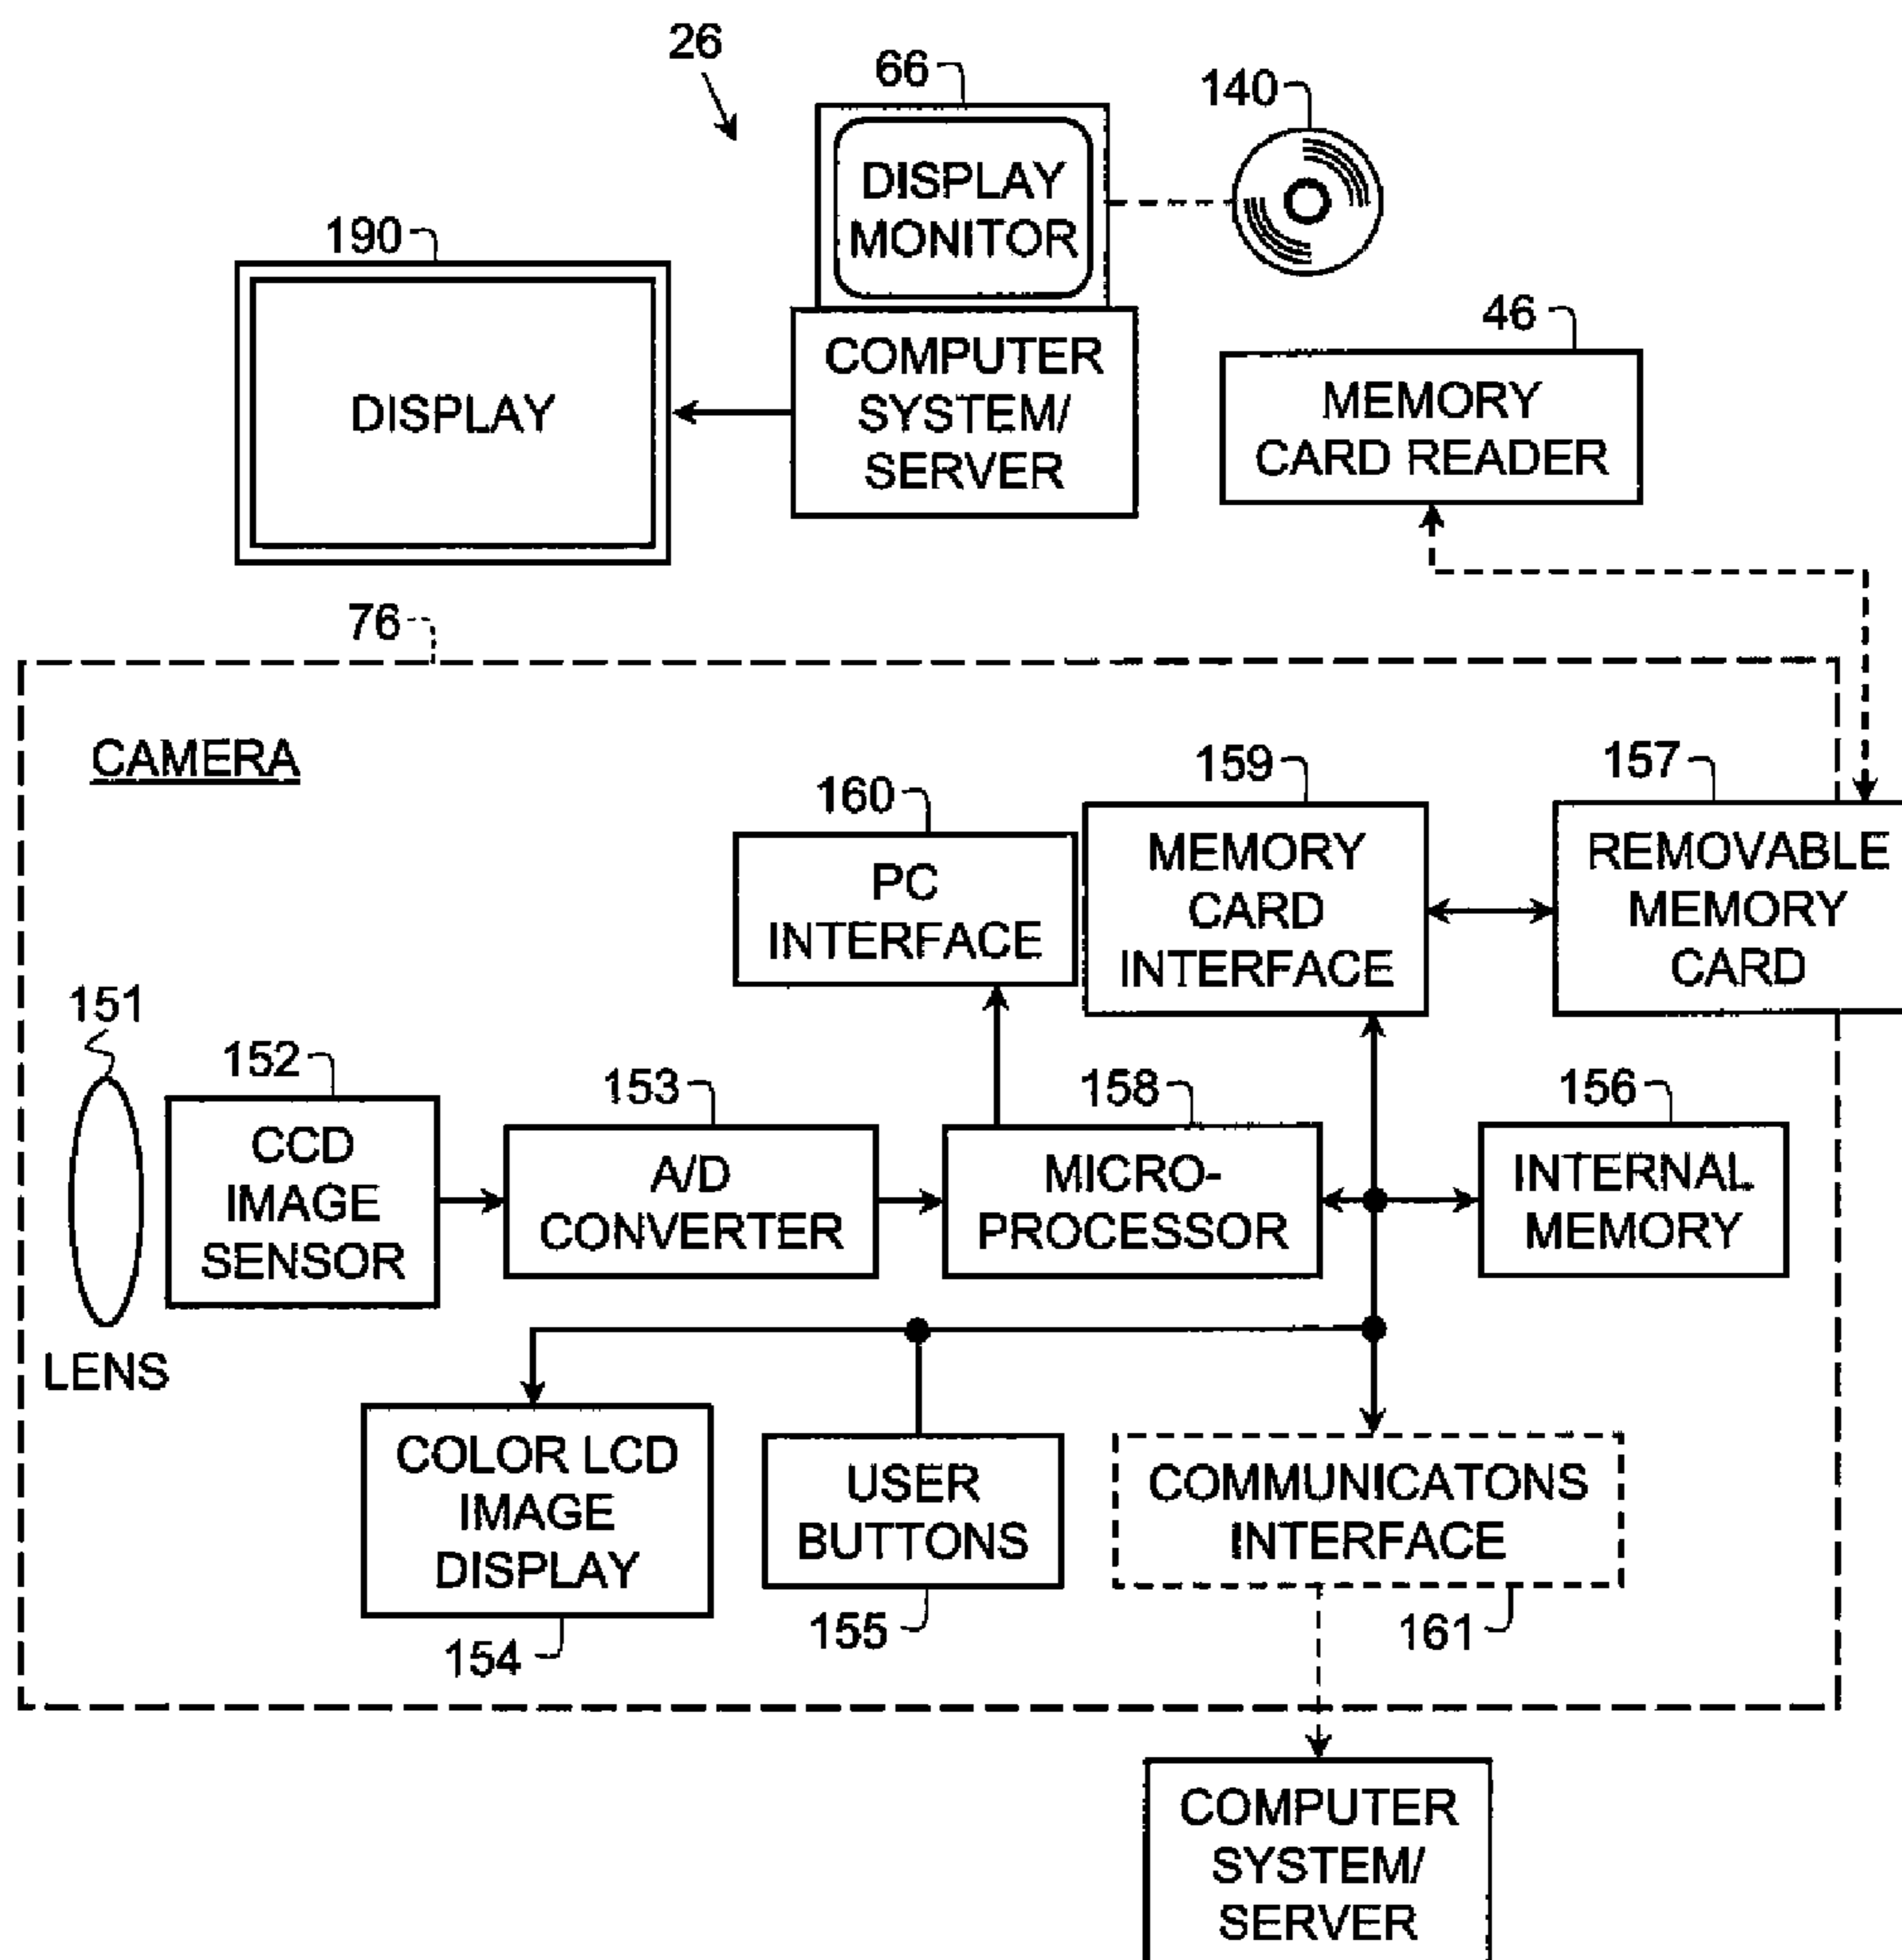 26
66
140
DISPLAY
MONITOR
190
DISPLAY
COMPUTER
SYSTEM/
SERVER
46
MEMORY
CARD READER
76
CAMERA
160
PC
INTERFACE
159
MEMORY
CARD
INTERFACE
157
REMOVABLE
MEMORY
CARD
151
LENS
152
CCD
IMAGE
SENSOR
153
A/D
CONVERTER
158
MICRO-
PROCESSOR
156
INTERNAL
MEMORY
COLOR LCD
IMAGE
DISPLAY
154
USER
BUTTONS
155
COMMUNICATONS
INTERFACE
161
COMPUTER
SYSTEM/
SERVER